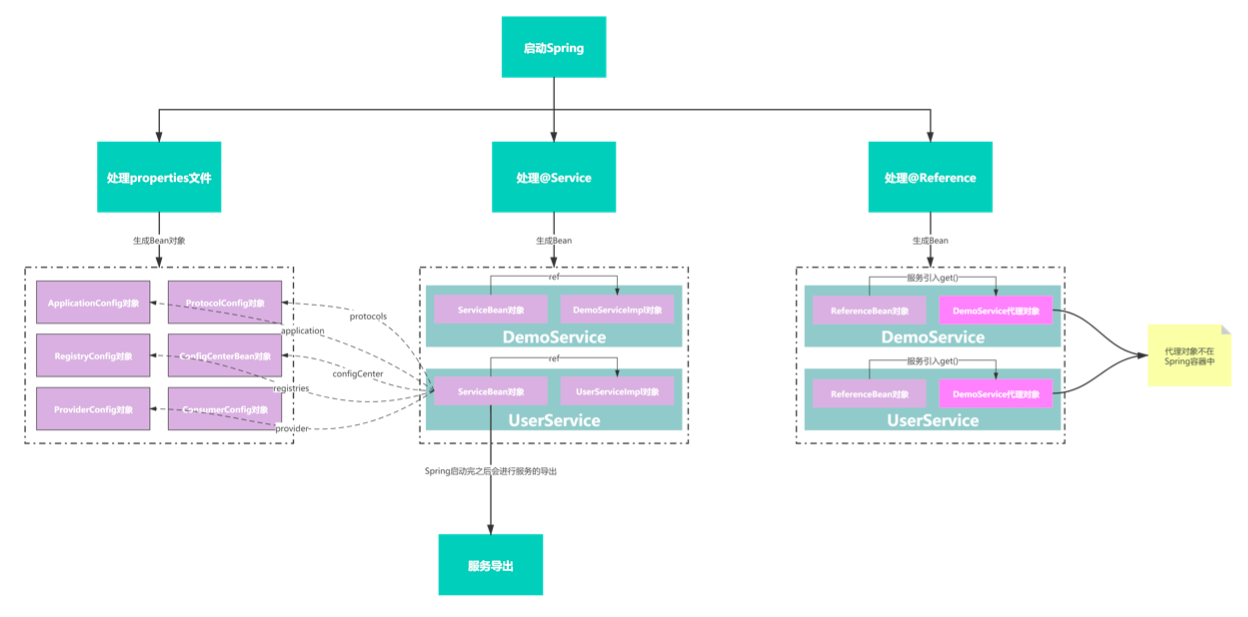 启动Spring
处理properties文件
处理@Service
处理@Reference
生成Bean对象
生成Bean
生成Bean
ApplicationConfig对象
ProtocolConfig对象
RegistryConfig对象
ConfigCenterBean对象
ProviderConfig对象
ConsumerConfig对象
protocols
application
configCenter
registries
provider
ref
ServiceBean对象
DemoServiceImpl对象
DemoService
ref
ServiceBean对象
UserServiceImpl对象
UserService
服务引入get()
ReferenceBean对象
DemoService代理对象
DemoService
服务引入get()
ReferenceBean对象
DemoService代理对象
UserService
代理对象不在
Spring容器中
Spring启动完之后会进行服务的导出
服务导出